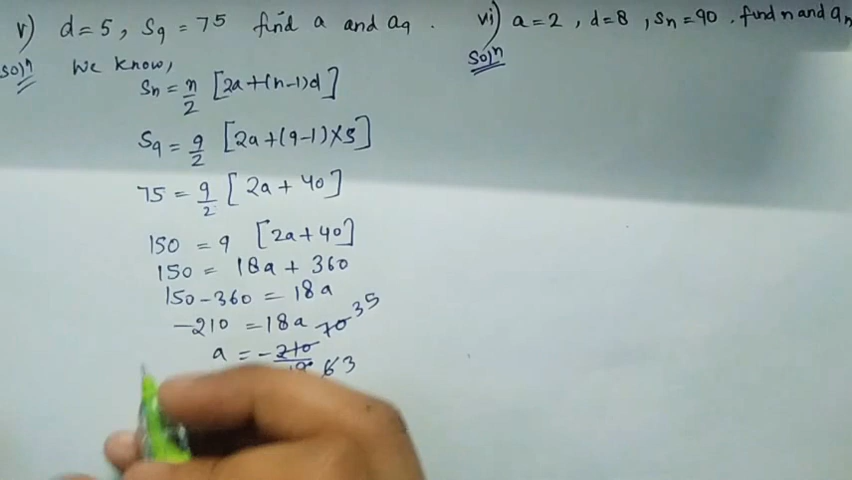 v) d = 5, S₉ = 75 find a and a₉.
Solⁿ We know,
Sn = n/2 [2a+(n-1)d]
S₉ = 9/2 [2a+(9-1)×5]
75 = 9/2 [2a + 40]
150 = 9 [2a+40]
150 = 18a + 360
150 - 360 = 18a
-210 = 18a
70 35
a = -210/18 6 3
vi) a = 2, d = 8, Sn = 90. find n and an
Solⁿ